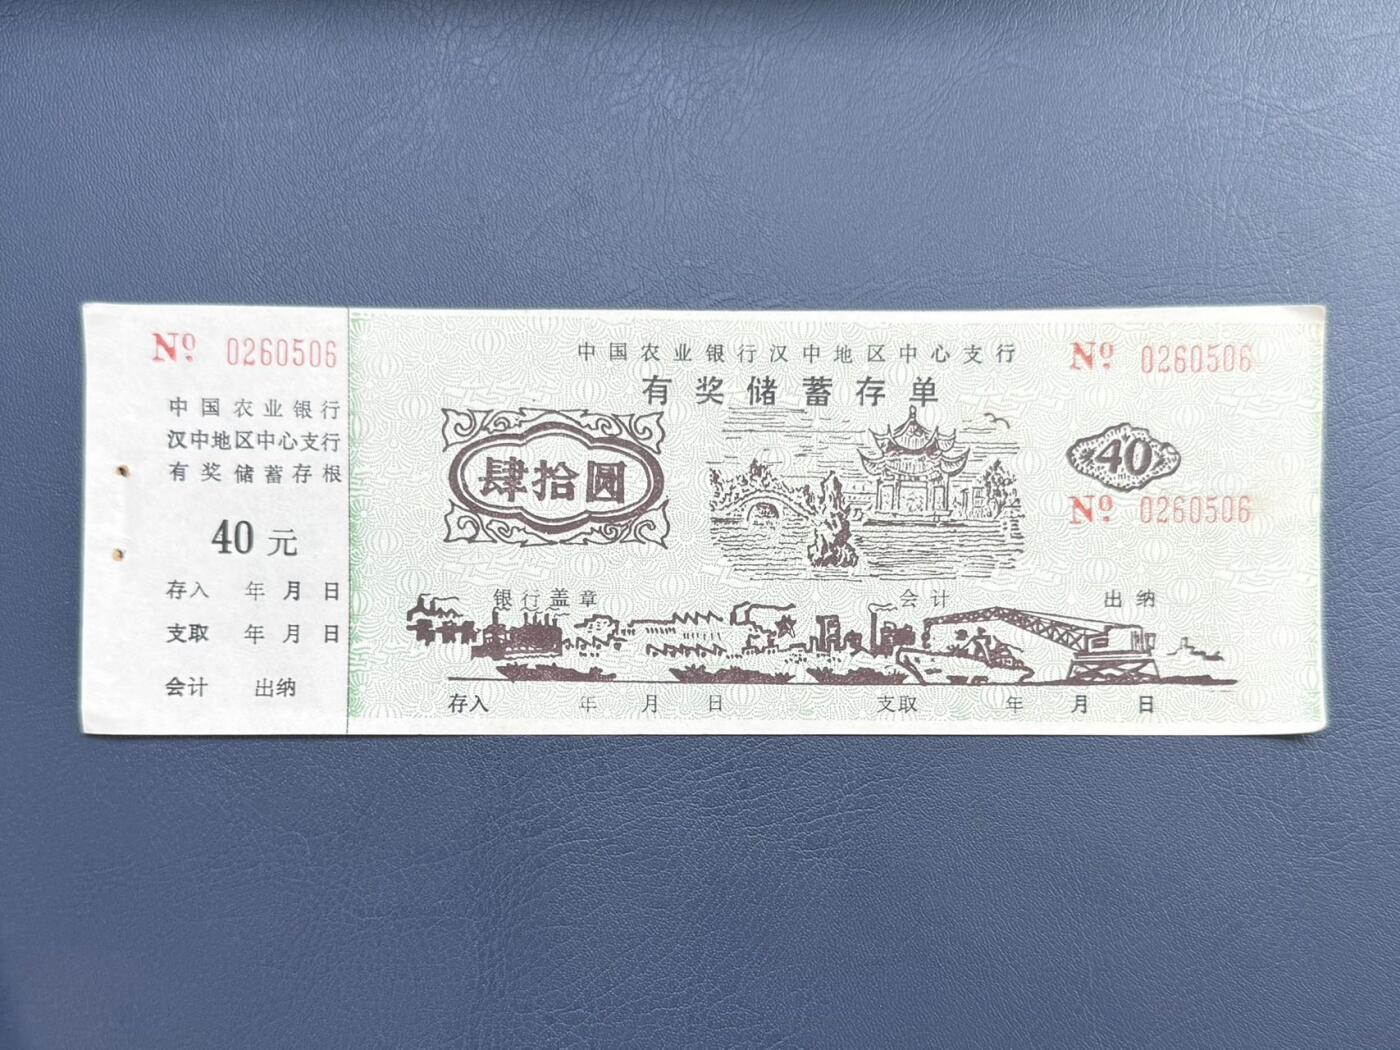 Nº 0260506
中国农业银行
汉中地区中心支行
有奖储蓄存根
40元
存入 年 月 日
支取 年 月 日
会计 出纳
中国农业银行汉中地区中心支行
有奖储蓄存单
Nº 0260506
肆拾圆
40
Nº 0260506
银行盖章 会计 出纳
存入 年 月 日 支取 年 月 日